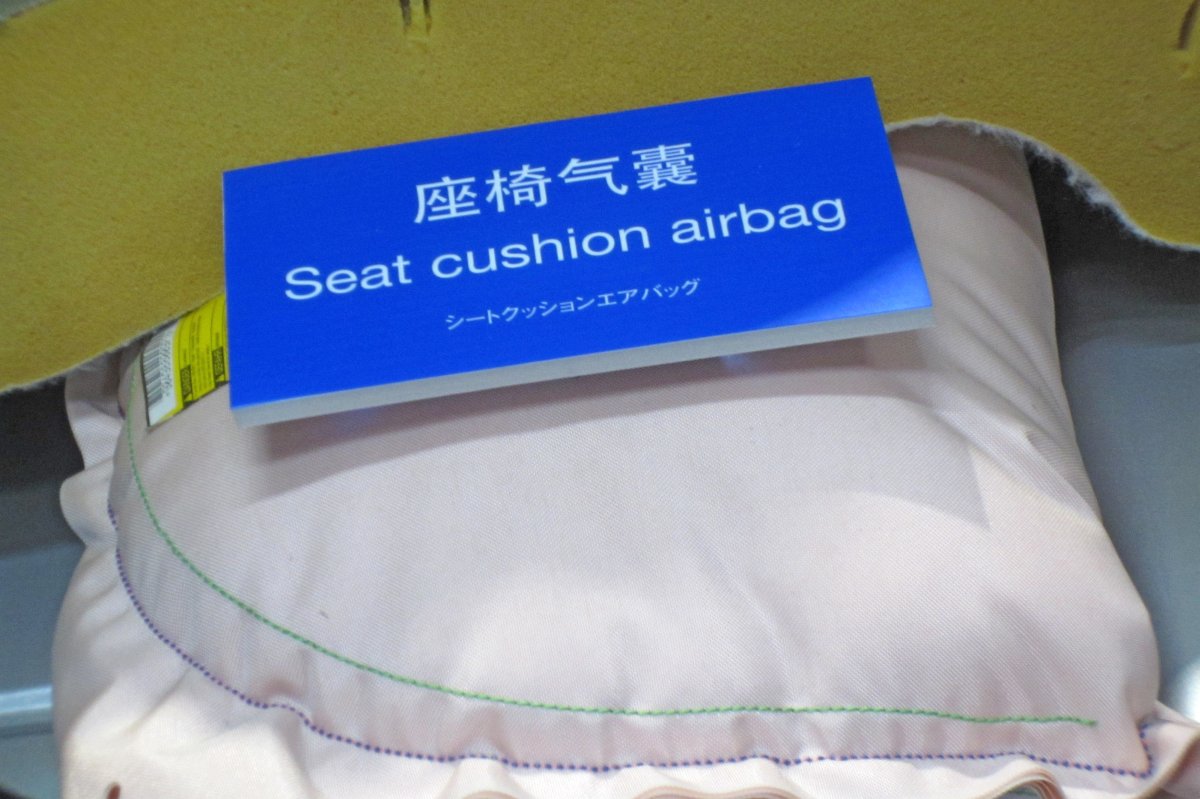 座椅气囊
Seat cushion airbag
シートクッションエアバッグ